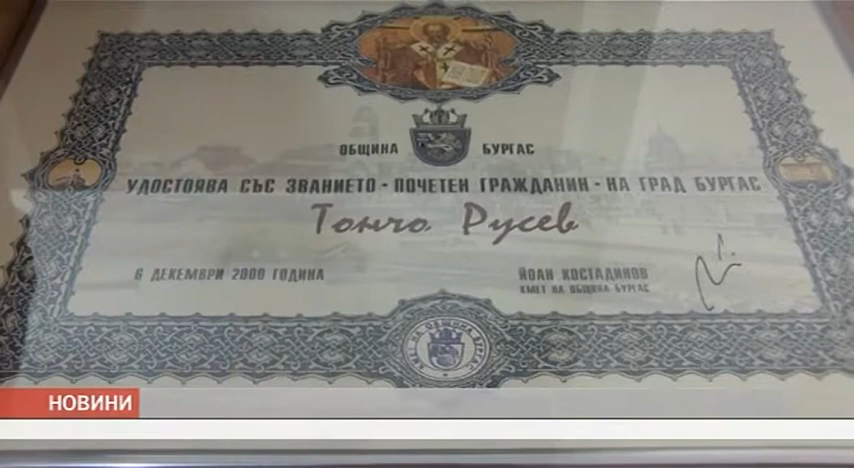 ОБЩИНА БУРГАС
УДОСТОЯВА СЪС ЗВАНИЕТО - ПОЧЕТЕН ГРАЖДАНИН - НА ГРАД БУРГАС
Тончо Русев
6 ДЕКЕМВРИ 2000 ГОДИНА
ЙОАН КОСТАДИНОВ
КМЕТ НА ОБЩИНА БУРГАС
НОВИНИ